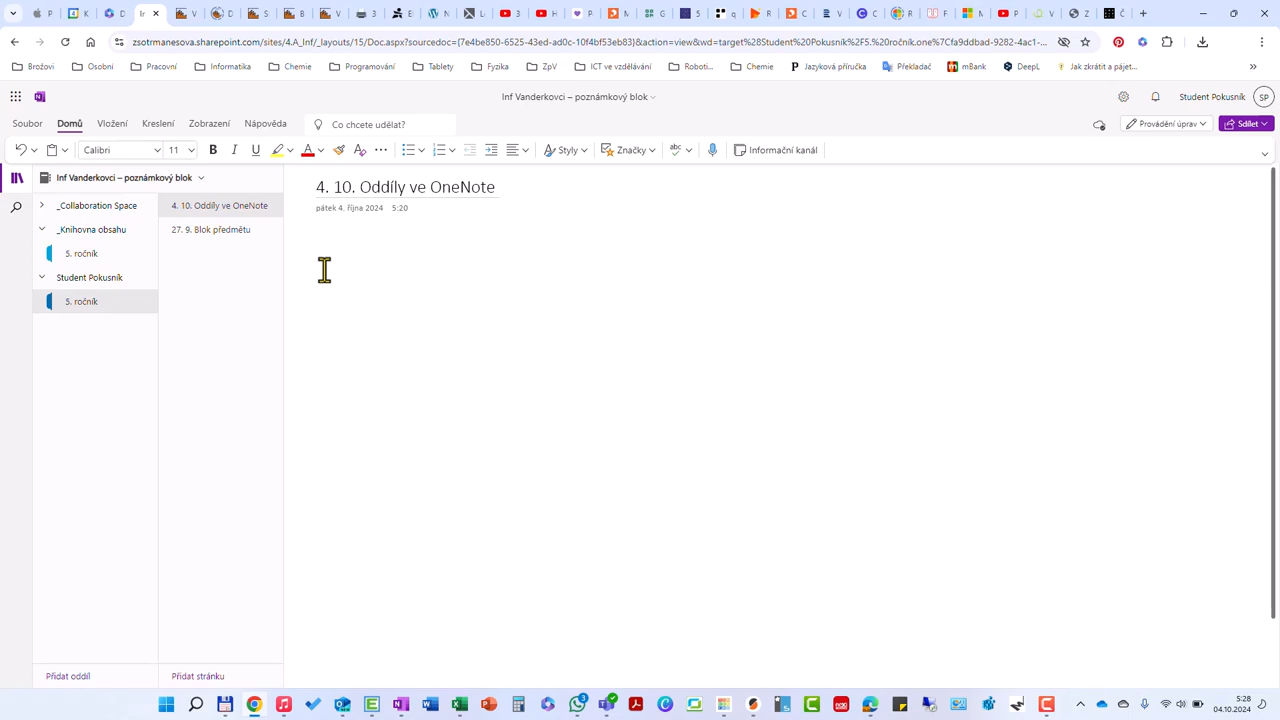 zsotrmanesova.sharepoint.com/sites/4.A_Inf/_layouts/15/Doc.aspx?sourcedoc={7e4be850-6525-43ed-ad0c-10f4bf53eb83}&action=view&wd=target%28Student%20Pokusník%2F5.%20ročník.one%7Cfa9ddbad-9282-4ac1-...
Brožovi
Osobní
Pracovní
Informatika
Chemie
Programování
Tablety
Fyzika
ZpV
ICT ve vzdělávání
Roboti...
Chemie
Jazyková příručka
Překladač
mBank
DeepL
Jak zkrátit a pájet...
Inf Vanderkovci – poznámkový blok
Student Pokusník
SP
Soubor
Domů
Vložení
Kreslení
Zobrazení
Nápověda
Co chcete udělat?
Provádění úprav
Sdílet
Calibri
11
Styly
Značky
Informační kanál
Inf Vanderkovci – poznámkový blok
_Collaboration Space
_Knihovna obsahu
5. ročník
Student Pokusník
5. ročník
4. 10. Oddíly ve OneNote
27. 9. Blok předmětu
4. 10. Oddíly ve OneNote
pátek 4. října 2024 5:20
Přidat oddíl
Přidat stránku
5:28
04.10.2024